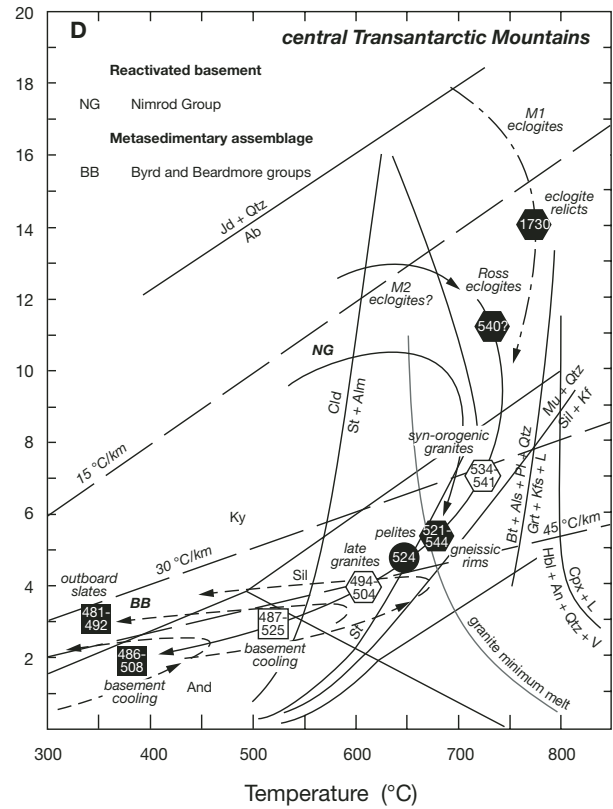 20
18
16
14
12
10
8
6
4
2
D
central Transantarctic Mountains
Reactivated basement
NG Nimrod Group
Metasedimentary assemblage
BB Byrd and Beardmore groups
M1
eclogites
Jd + Qtz
Ab
eclogite
relicts
1730
M2
eclogites?
Ross
eclogites
540?
NG
Cld
St + Alm
15 °C/km
syn-orogenic
granites
534-
541
Mu + Qtz
Sil + Kf
Bt + Als + Pl + Qtz
Grt + Kfs + L
Ky
30 °C/km
45 °C/km
pelites
524
521-
544
gneissic
rims
late
granites
494-
504
Sil
outboard
slates
481-
492
BB
487-
525
basement
cooling
486-
508
basement
cooling
And
St
granite minimum melt
Hbl + An + Qtz + V
Cpx + L
300 400 500 600 700 800
Temperature (°C)